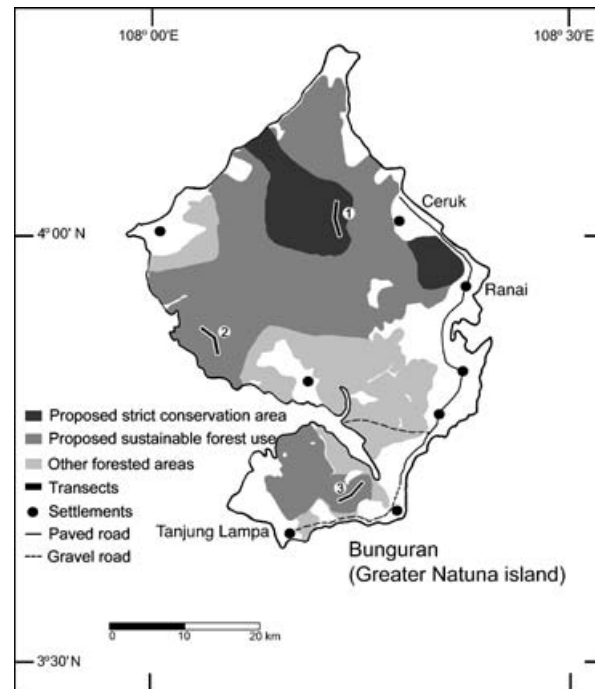 108° 00'E
108° 30'E
Ceruk
1
4° 00' N
Ranai
2
Proposed strict conservation area
Proposed sustainable forest use
Other forested areas
Transects
3
Settlements
Paved road
Tanjung Lampa
Gravel road
Bunguran
(Greater Natuna island)
0 10 20 km
3°30' N